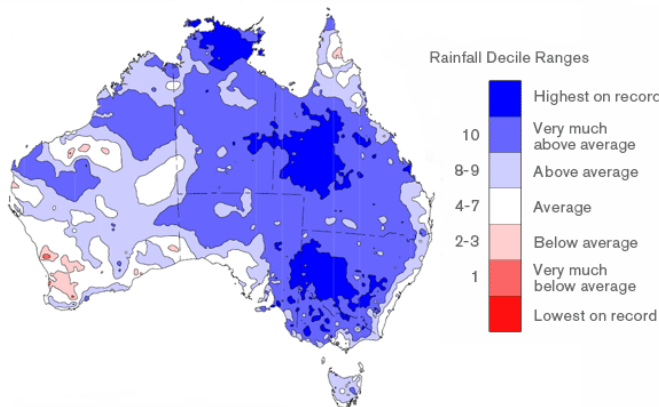 Rainfall Decile Ranges
Highest on record
10
Very much
above average
8-9
Above average
4-7
Average
2-3
Below average
1
Very much
below average
Lowest on record